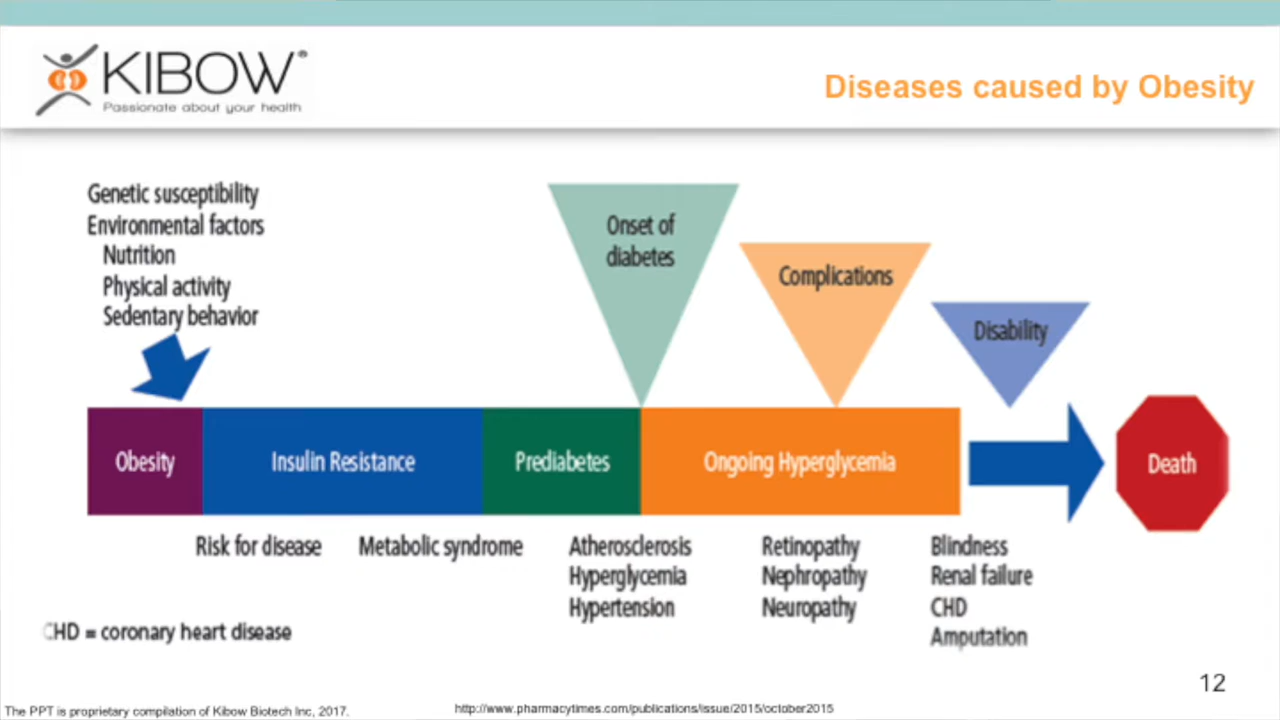 KIBOW®
Passionate about your health
Diseases caused by Obesity
Genetic susceptibility
Environmental factors
Nutrition
Physical activity
Sedentary behavior
Onset of
diabetes
Complications
Disability
Obesity
Insulin Resistance
Prediabetes
Ongoing Hyperglycemia
Death
Risk for disease
Metabolic syndrome
Atherosclerosis
Hyperglycemia
Hypertension
Retinopathy
Nephropathy
Neuropathy
Blindness
Renal failure
CHD
Amputation
CHD = coronary heart disease
12
The PPT is proprietary compilation of Kibow Biotech Inc, 2017.
http://www.pharmacytimes.com/publications/issue/2015/october2015